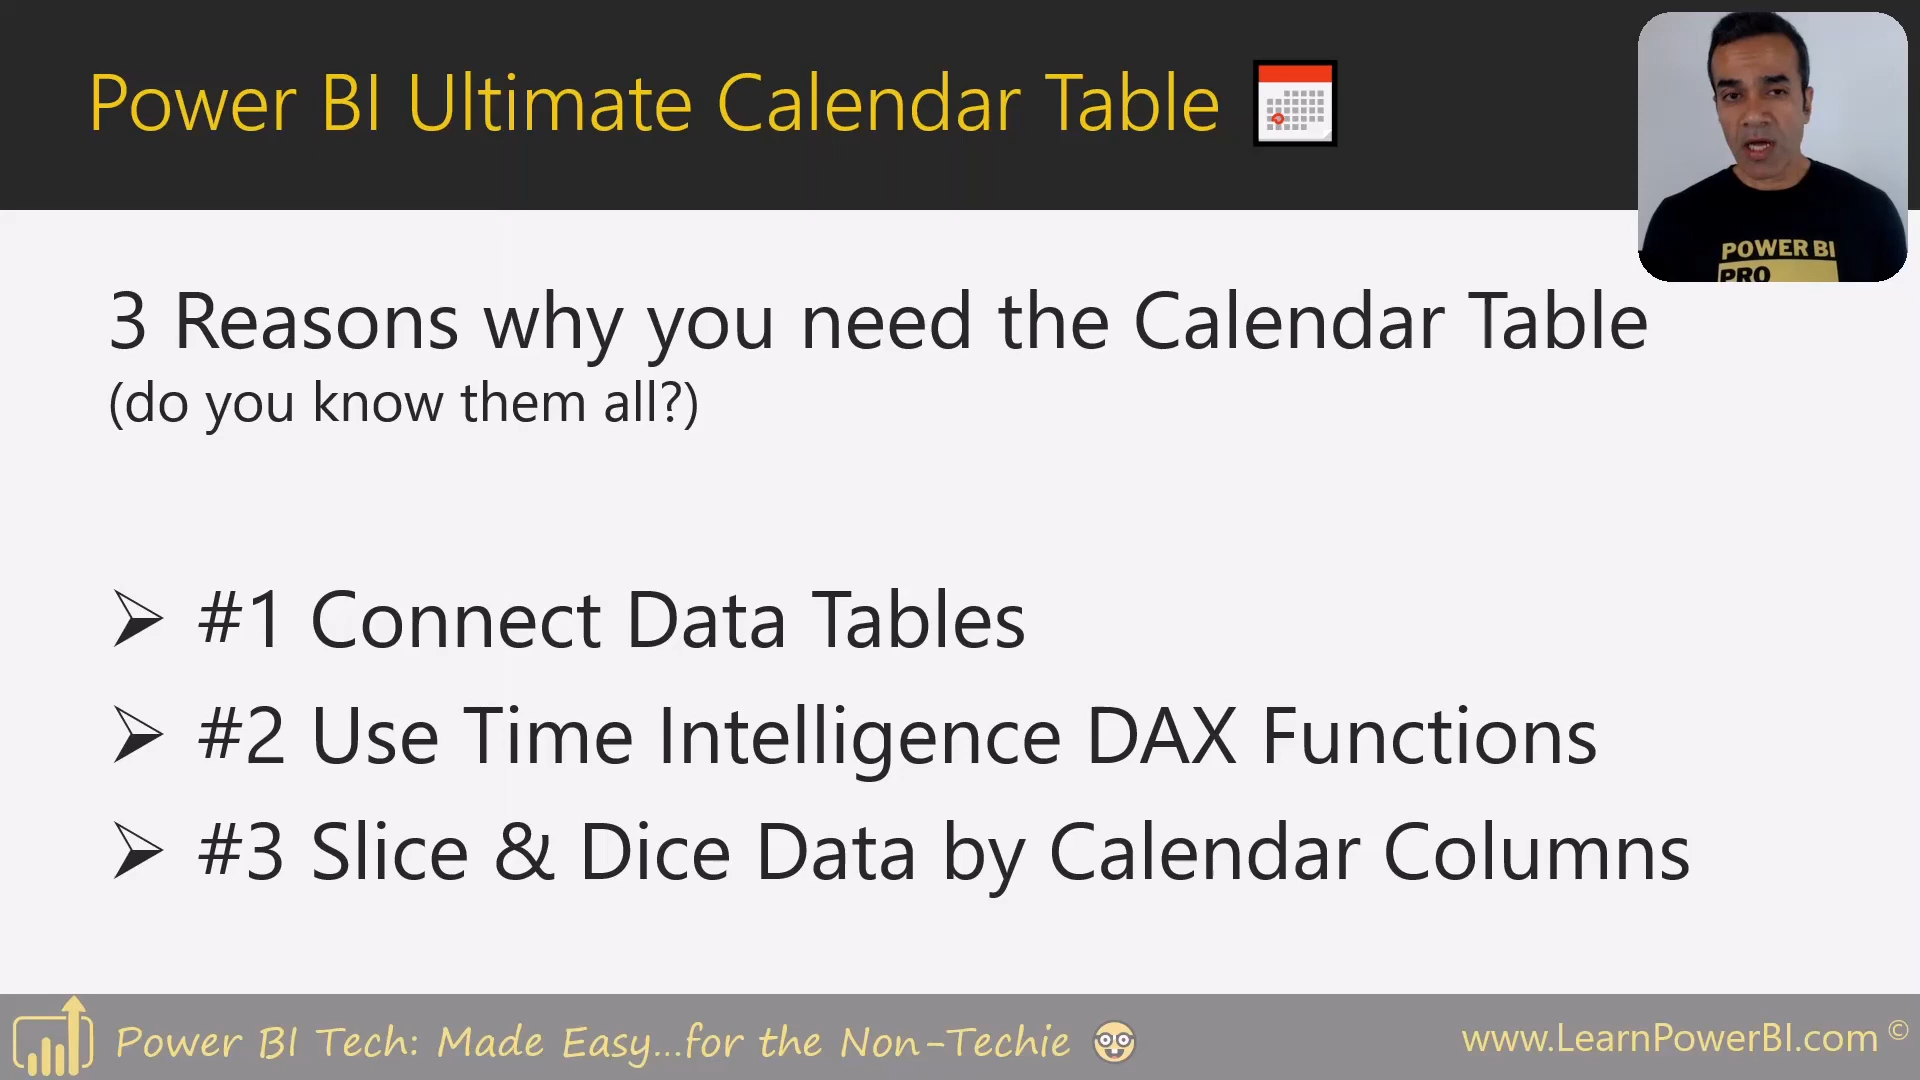 Power BI Ultimate Calendar Table
POWER BI
PRO
3 Reasons why you need the Calendar Table
(do you know them all?)
#1 Connect Data Tables
#2 Use Time Intelligence DAX Functions
#3 Slice & Dice Data by Calendar Columns
Power BI Tech: Made Easy...for the Non-Techie
www.LearnPowerBI.com ©